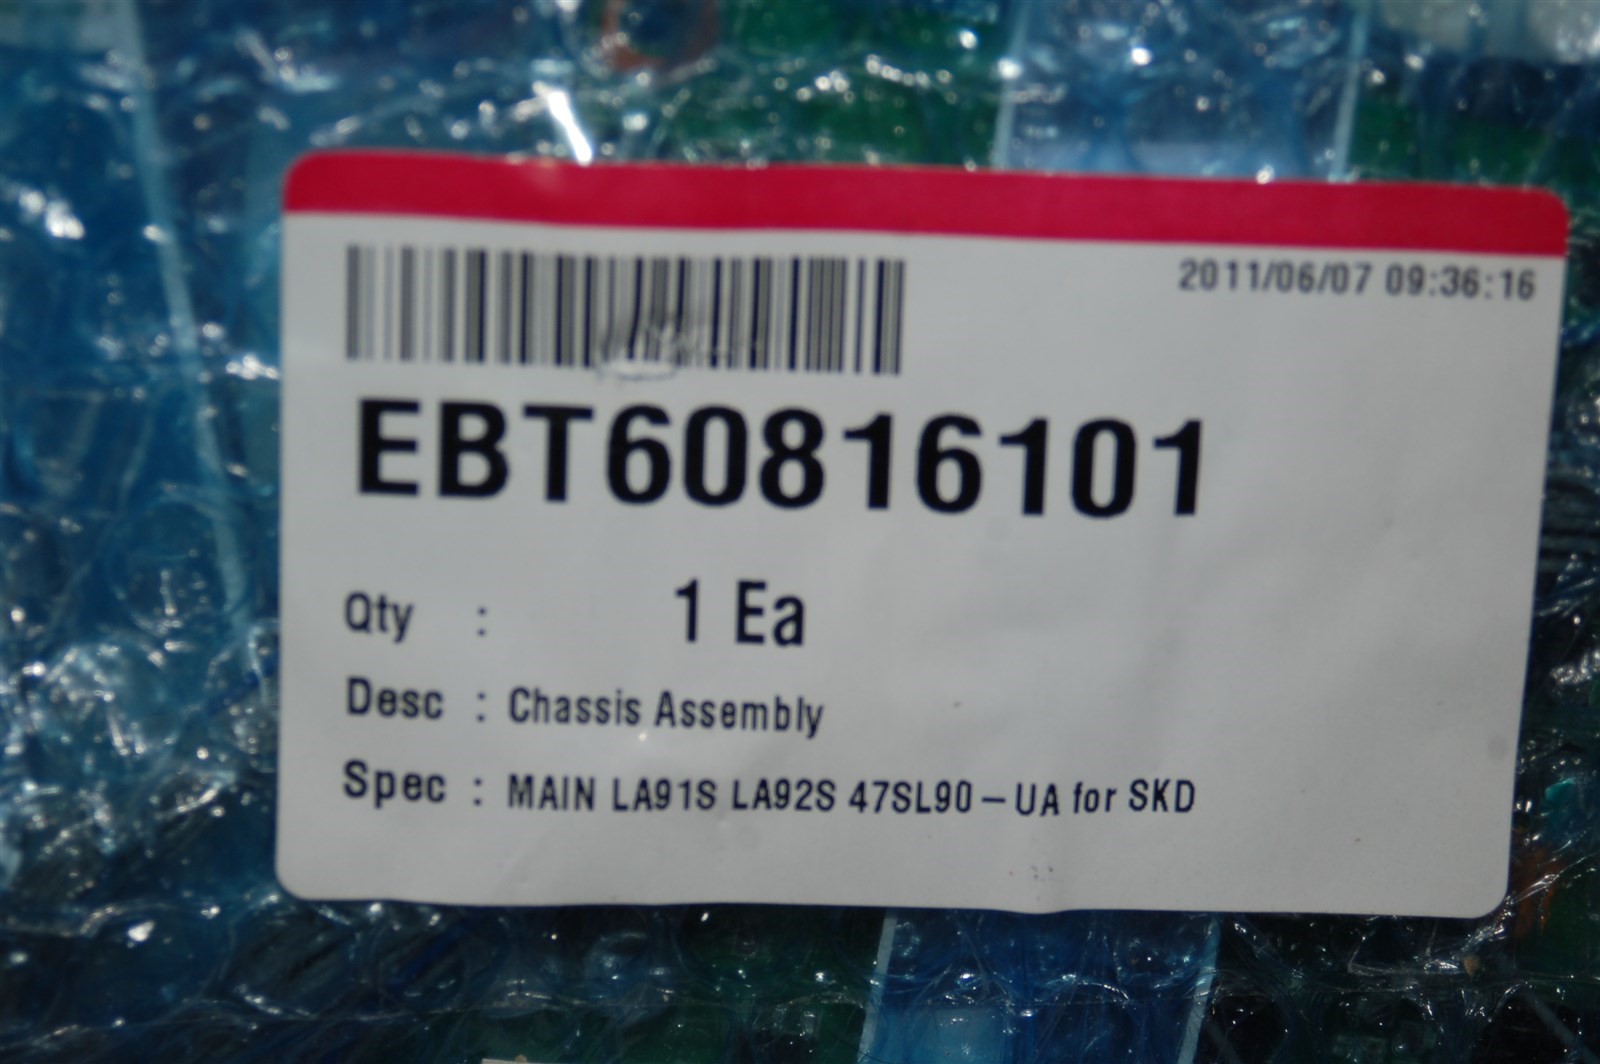 2011/06/07 09:36:16
EBT60816101
Qty : 1 Ea
Desc : Chassis Assembly
Spec : MAIN LA91S LA92S 47SL90-UA for SKD